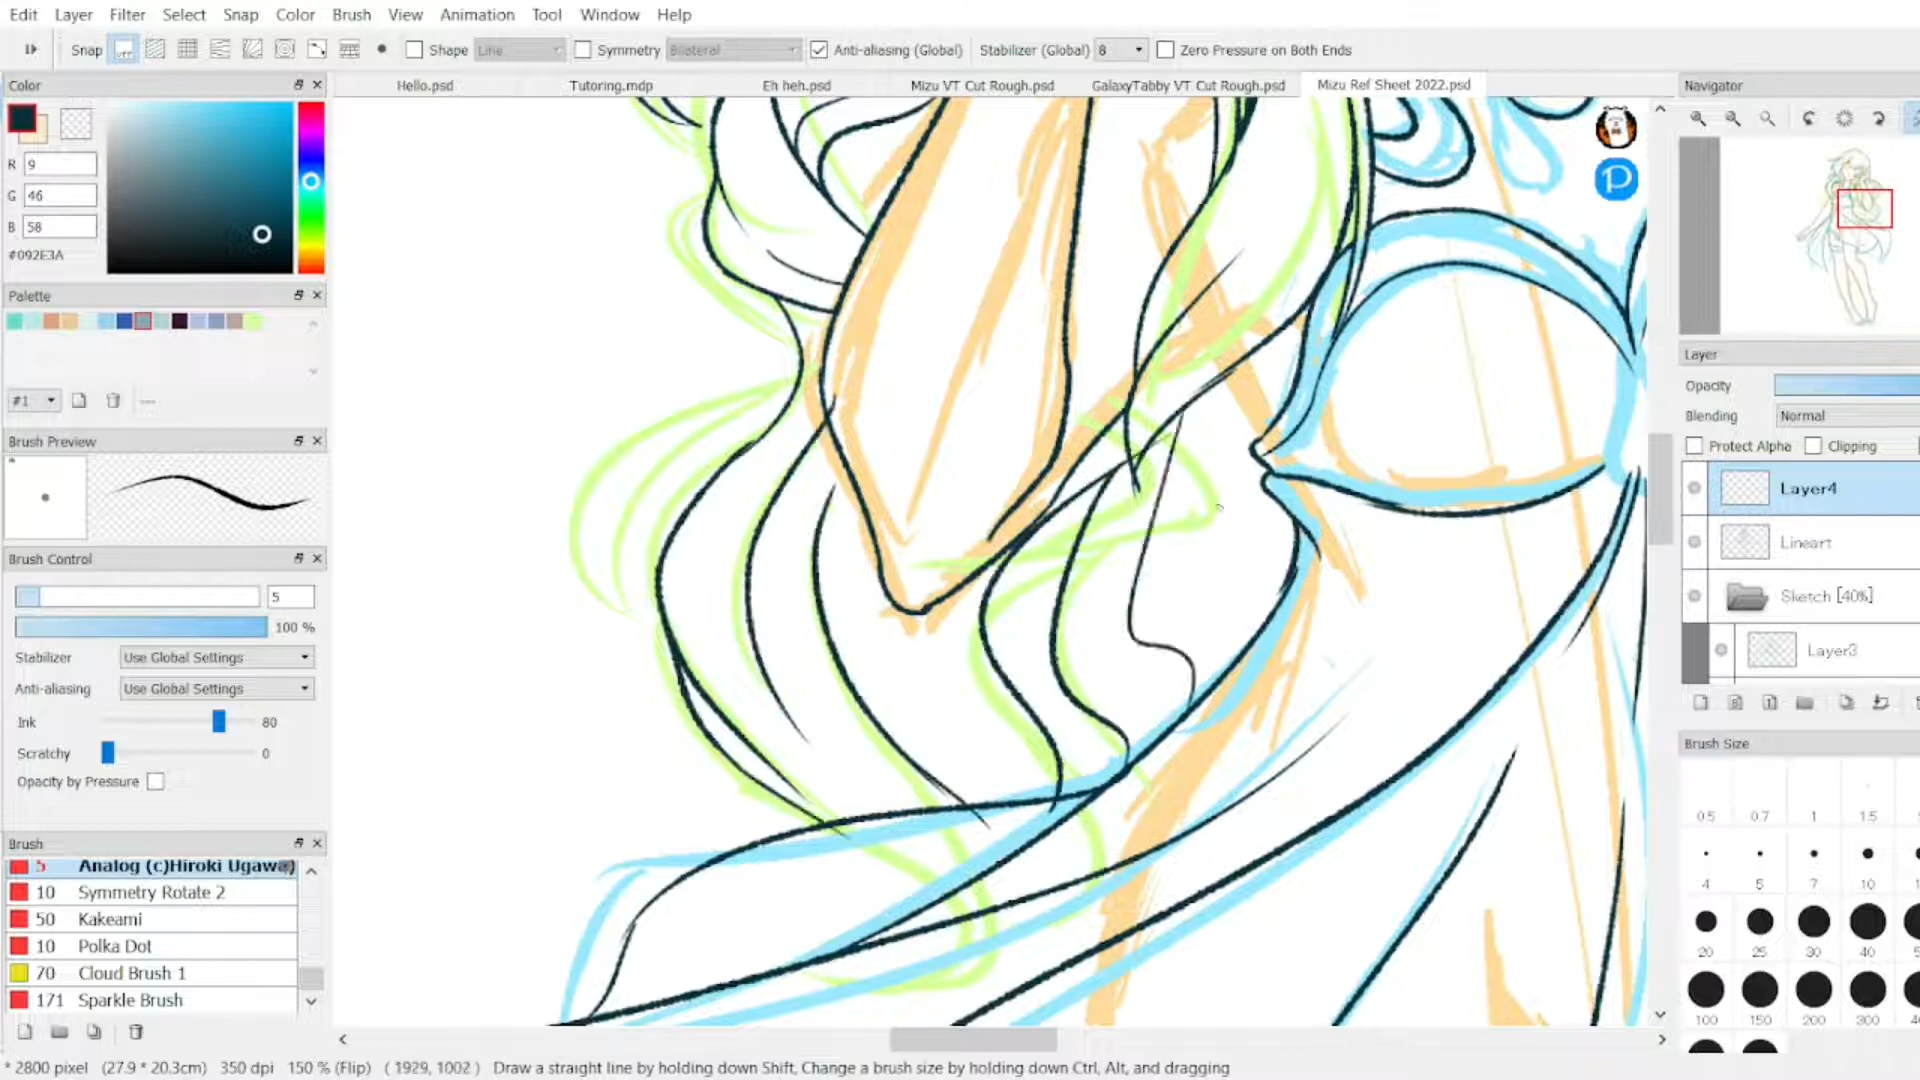 Edit Layer Filter Select Snap Color Brush View Animation Tool Window Help
Snap OFF Shape Line Symmetry Bilateral Anti-aliasing (Global) Stabilizer (Global) 8 Zero Pressure on Both Ends
Color
Hello.psd Tutoring.mdp Eh heh.psd Mizu VT Cut Rough.psd GalaxyTabby VT Cut Rough.psd Mizu Ref Sheet 2022.psd
Navigator
R 9
G 46
B 58
#092E3A
Palette
#1
Brush Preview
Brush Control
5
100 %
Stabilizer Use Global Settings
Anti-aliasing Use Global Settings
Ink 80
Scratchy 0
Opacity by Pressure
Brush
5 Analog (c)Hiroki Ugawa)
10 Symmetry Rotate 2
50 Kakeami
10 Polka Dot
70 Cloud Brush 1
171 Sparkle Brush
P
Layer
Opacity
Blending Normal
Protect Alpha Clipping
Layer4
Lineart
Sketch [40%]
Layer3
Brush Size
0.5 0.7 1 1.5
4 5 7 10
20 25 30 40
100 150 200 300
* 2800 pixel (27.9 * 20.3cm) 350 dpi 150 % (Flip) ( 1929, 1002 ) Draw a straight line by holding down Shift, Change a brush size by holding down Ctrl, Alt, and dragging